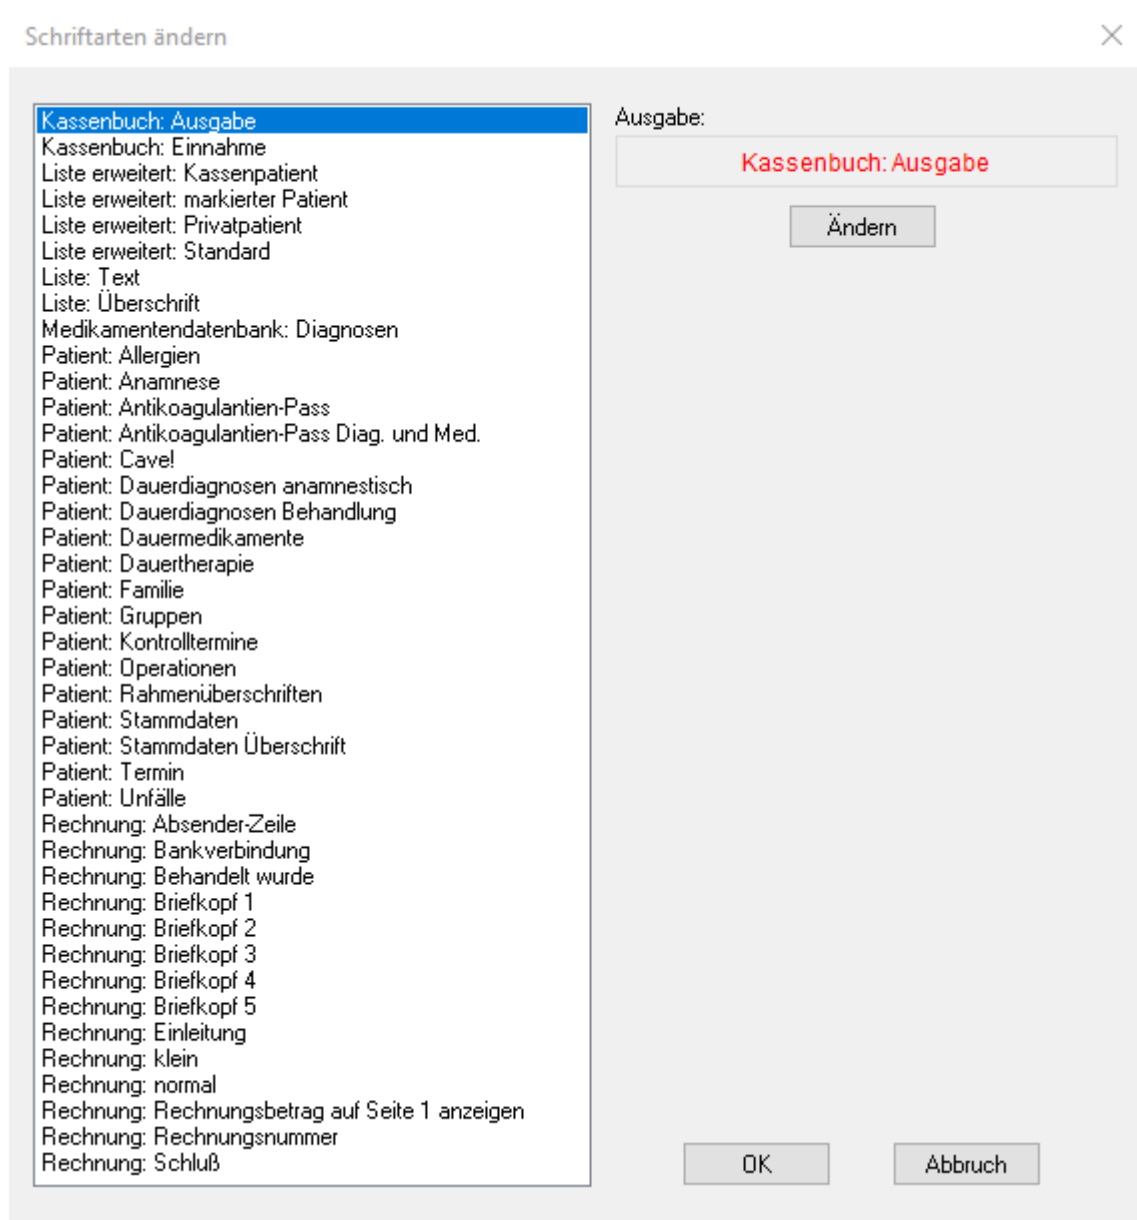 Schriftarten ändern
Kassenbuch: Ausgabe
Kassenbuch: Einnahme
Liste erweitert: Kassenpatient
Liste erweitert: markierter Patient
Liste erweitert: Privatpatient
Liste erweitert: Standard
Liste: Text
Liste: Überschrift
Medikamentendatenbank: Diagnosen
Patient: Allergien
Patient: Anamnese
Patient: Antikoagulantien-Pass
Patient: Antikoagulantien-Pass Diag. und Med.
Patient: Cave!
Patient: Dauerdiagnosen anamnestisch
Patient: Dauerdiagnosen Behandlung
Patient: Dauermedikamente
Patient: Dauertherapie
Patient: Familie
Patient: Gruppen
Patient: Kontrolltermine
Patient: Operationen
Patient: Rahmenüberschriften
Patient: Stammdaten
Patient: Stammdaten Überschrift
Patient: Termin
Patient: Unfälle
Rechnung: Absender-Zeile
Rechnung: Bankverbindung
Rechnung: Behandelt wurde
Rechnung: Briefkopf 1
Rechnung: Briefkopf 2
Rechnung: Briefkopf 3
Rechnung: Briefkopf 4
Rechnung: Briefkopf 5
Rechnung: Einleitung
Rechnung: klein
Rechnung: normal
Rechnung: Rechnungsbetrag auf Seite 1 anzeigen
Rechnung: Rechnungsnummer
Rechnung: Schluß
Ausgabe:
Kassenbuch: Ausgabe
Ändern
OK
Abbruch